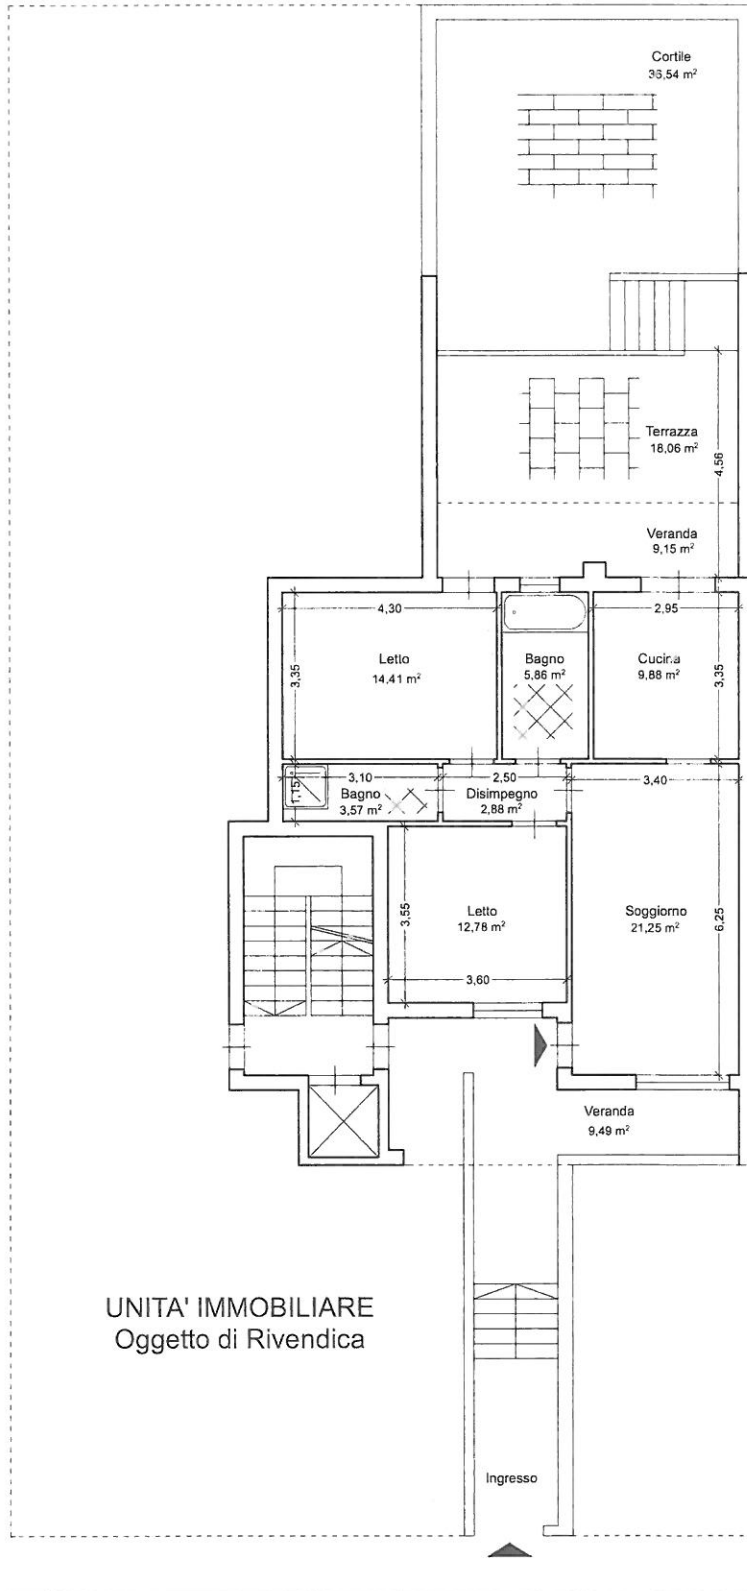 Cortile
36,54 m²
Terrazza
18,06 m²
4,56
Veranda
9,15 m²
4,30
2,95
3,35
Letto
14,41 m²
Bagno
5,86 m²
Cucina
9,88 m²
3,35
3,10
2,50
3,40
1,15
Bagno
3,57 m²
Disimpegno
2,88 m²
3,55
Letto
12,78 m²
Soggiorno
21,25 m²
6,25
3,60
Veranda
9,49 m²
UNITA' IMMOBILIARE
Oggetto di Rivendica
Ingresso